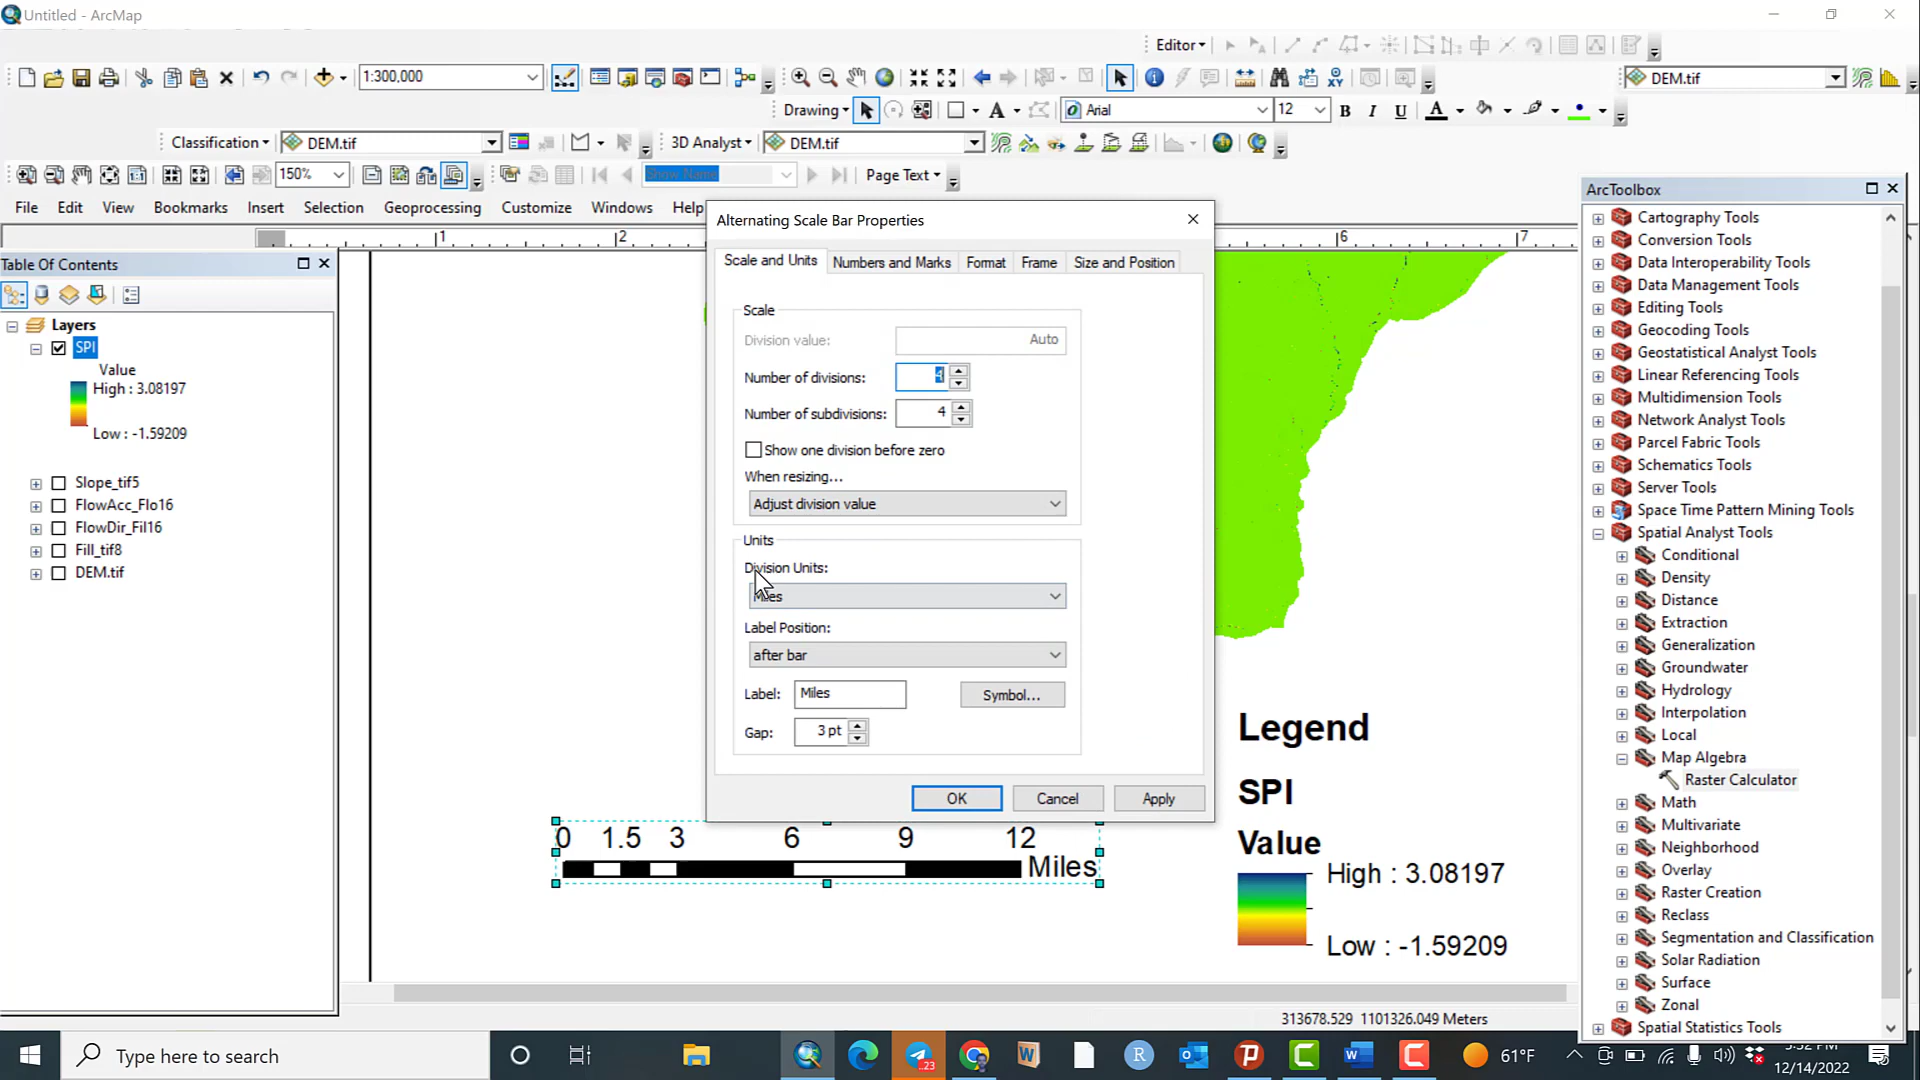 Untitled - ArcMap
Editor
1:300,000
DEM.tif
Drawing
A
Arial
12
B
I
U
A
Classification
DEM.tif
3D Analyst
DEM.tif
150%
Show Name
Page Text
File
Edit
View
Bookmarks
Insert
Selection
Geoprocessing
Customize
Windows
Help
1
2
6
7
Table Of Contents
Layers
SPI
Value
High : 3.08197
Low : -1.59209
Slope_tif5
FlowAcc_Flo16
FlowDir_Fil16
Fill_tif8
DEM.tif
Alternating Scale Bar Properties
Scale and Units
Numbers and Marks
Format
Frame
Size and Position
Scale
Division value:
Auto
Number of divisions:
4
Number of subdivisions:
4
Show one division before zero
When resizing...
Adjust division value
Units
Division Units:
Miles
Label Position:
after bar
Label:
Miles
Symbol...
Gap:
3 pt
OK
Cancel
Apply
0 1.5 3 6 9 12
Miles
Legend
SPI
Value
High : 3.08197
Low : -1.59209
ArcToolbox
Cartography Tools
Conversion Tools
Data Interoperability Tools
Data Management Tools
Editing Tools
Geocoding Tools
Geostatistical Analyst Tools
Linear Referencing Tools
Multidimension Tools
Network Analyst Tools
Parcel Fabric Tools
Schematics Tools
Server Tools
Space Time Pattern Mining Tools
Spatial Analyst Tools
Conditional
Density
Distance
Extraction
Generalization
Groundwater
Hydrology
Interpolation
Local
Map Algebra
Raster Calculator
Math
Multivariate
Neighborhood
Overlay
Raster Creation
Reclass
Segmentation and Classification
Solar Radiation
Surface
Zonal
Spatial Statistics Tools
313678.529 1101326.049 Meters
Type here to search
23
61°F
12/14/2022